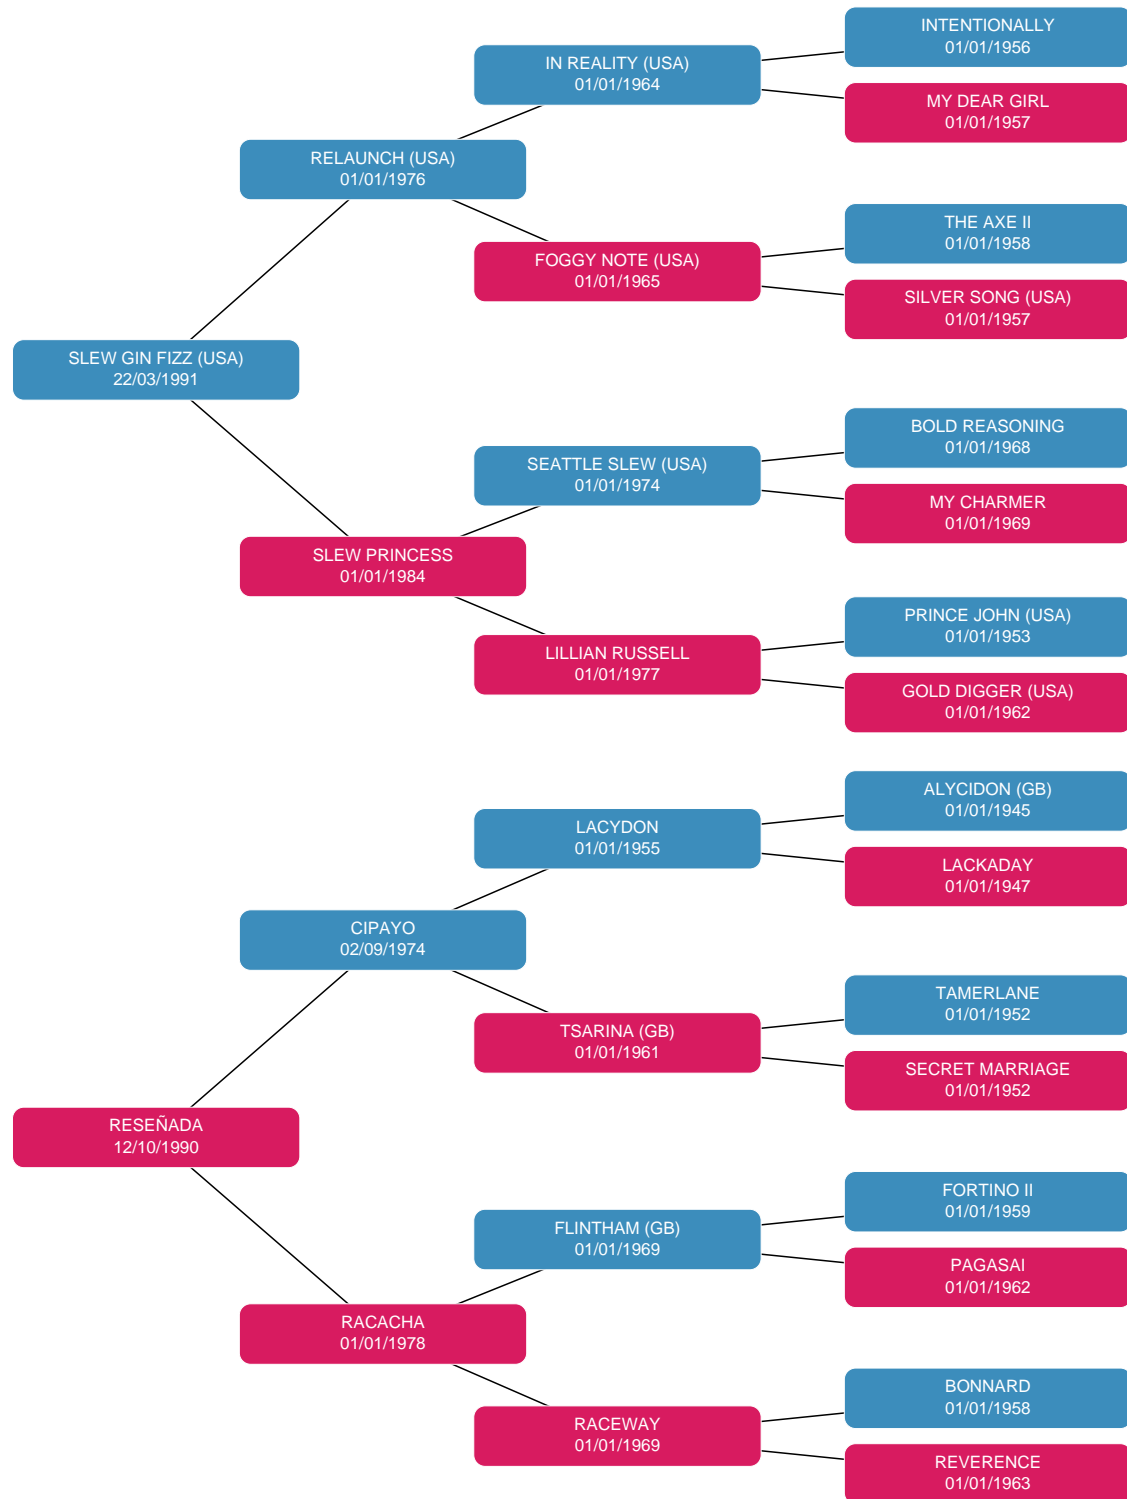 INTENTIONALLY
01/01/1956
IN REALITY (USA)
01/01/1964
MY DEAR GIRL
01/01/1957
RELAUNCH (USA)
01/01/1976
THE AXE II
01/01/1958
FOGGY NOTE (USA)
01/01/1965
SILVER SONG (USA)
01/01/1957
SLEW GIN FIZZ (USA)
22/03/1991
BOLD REASONING
01/01/1968
SEATTLE SLEW (USA)
01/01/1974
MY CHARMER
01/01/1969
SLEW PRINCESS
01/01/1984
PRINCE JOHN (USA)
01/01/1953
LILLIAN RUSSELL
01/01/1977
GOLD DIGGER (USA)
01/01/1962
ALYCIDON (GB)
01/01/1945
LACYDON
01/01/1955
LACKADAY
01/01/1947
CIPAYO
02/09/1974
TAMERLANE
01/01/1952
TSARINA (GB)
01/01/1961
SECRET MARRIAGE
01/01/1952
RESEÑADA
12/10/1990
FORTINO II
01/01/1959
FLINTHAM (GB)
01/01/1969
PAGASAI
01/01/1962
RACACHA
01/01/1978
BONNARD
01/01/1958
RACEWAY
01/01/1969
REVERENCE
01/01/1963